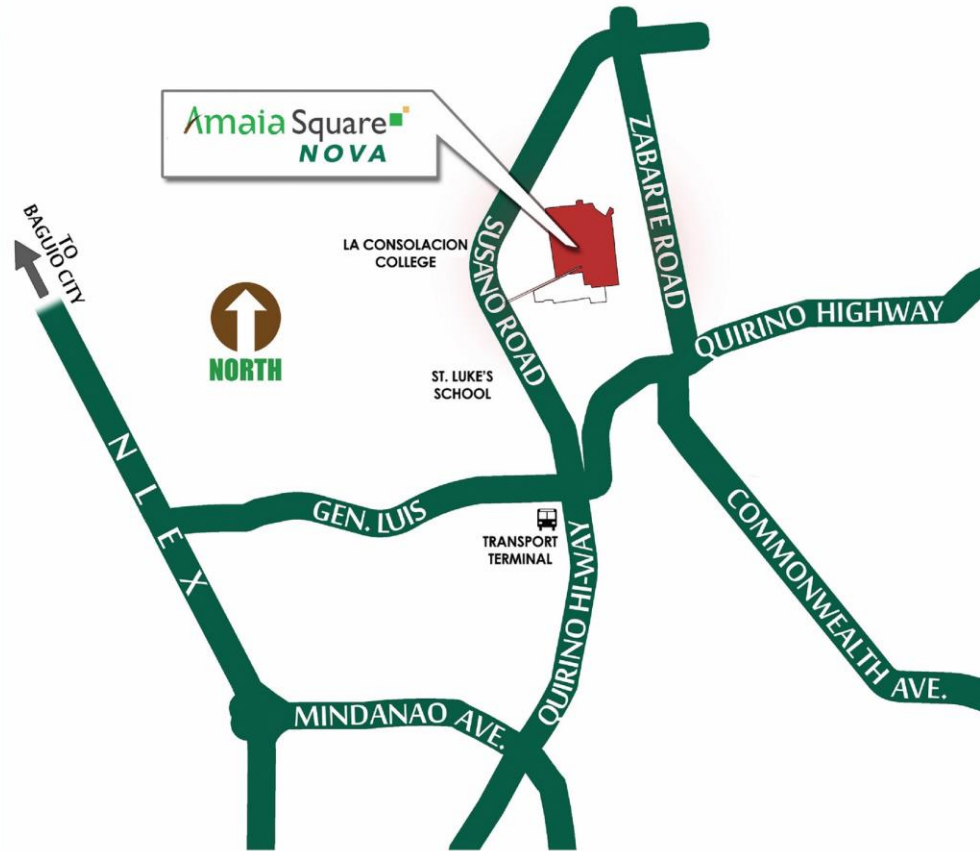 Amaia Square
NOVA
ZABARTE ROAD
TO
BAGUIO CITY
LA CONSOLACION
COLLEGE
SUSANO ROAD
QUIRINO HIGHWAY
NORTH
ST. LUKE'S
SCHOOL
NLEX
GEN. LUIS
TRANSPORT
TERMINAL
QUIRINO HI-WAY
COMMONWEALTH AVE.
MINDANAO AVE.